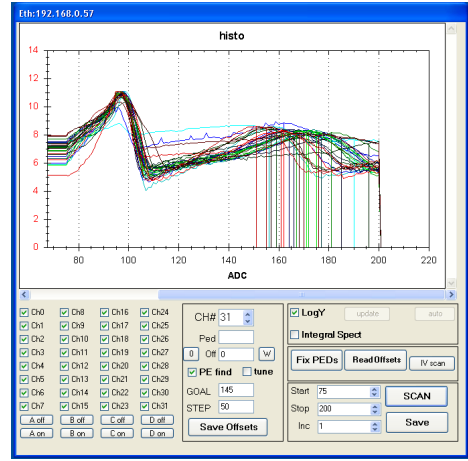 Eth:192.168.0.57
histo
14
12
10
8
6
4
2
0
80 100 120 140 160 180 200 220
ADC
Ch0 Ch8 Ch16 Ch24
Ch1 Ch9 Ch17 Ch25
Ch2 Ch10 Ch18 Ch26
Ch3 Ch11 Ch19 Ch27
Ch4 Ch12 Ch20 Ch28
Ch5 Ch13 Ch21 Ch29
Ch6 Ch14 Ch22 Ch30
Ch7 Ch15 Ch23 Ch31
A off B off C off D off
A on B on C on D on
CH# 31
Ped
0 Off 0 W
PE find tune
GOAL 145
STEP 50
Save Offsets
LogY update auto
Integral Spect
Fix PEDs Read Offsets IV scan
Start 75 SCAN
Stop 200
Inc 1 Save